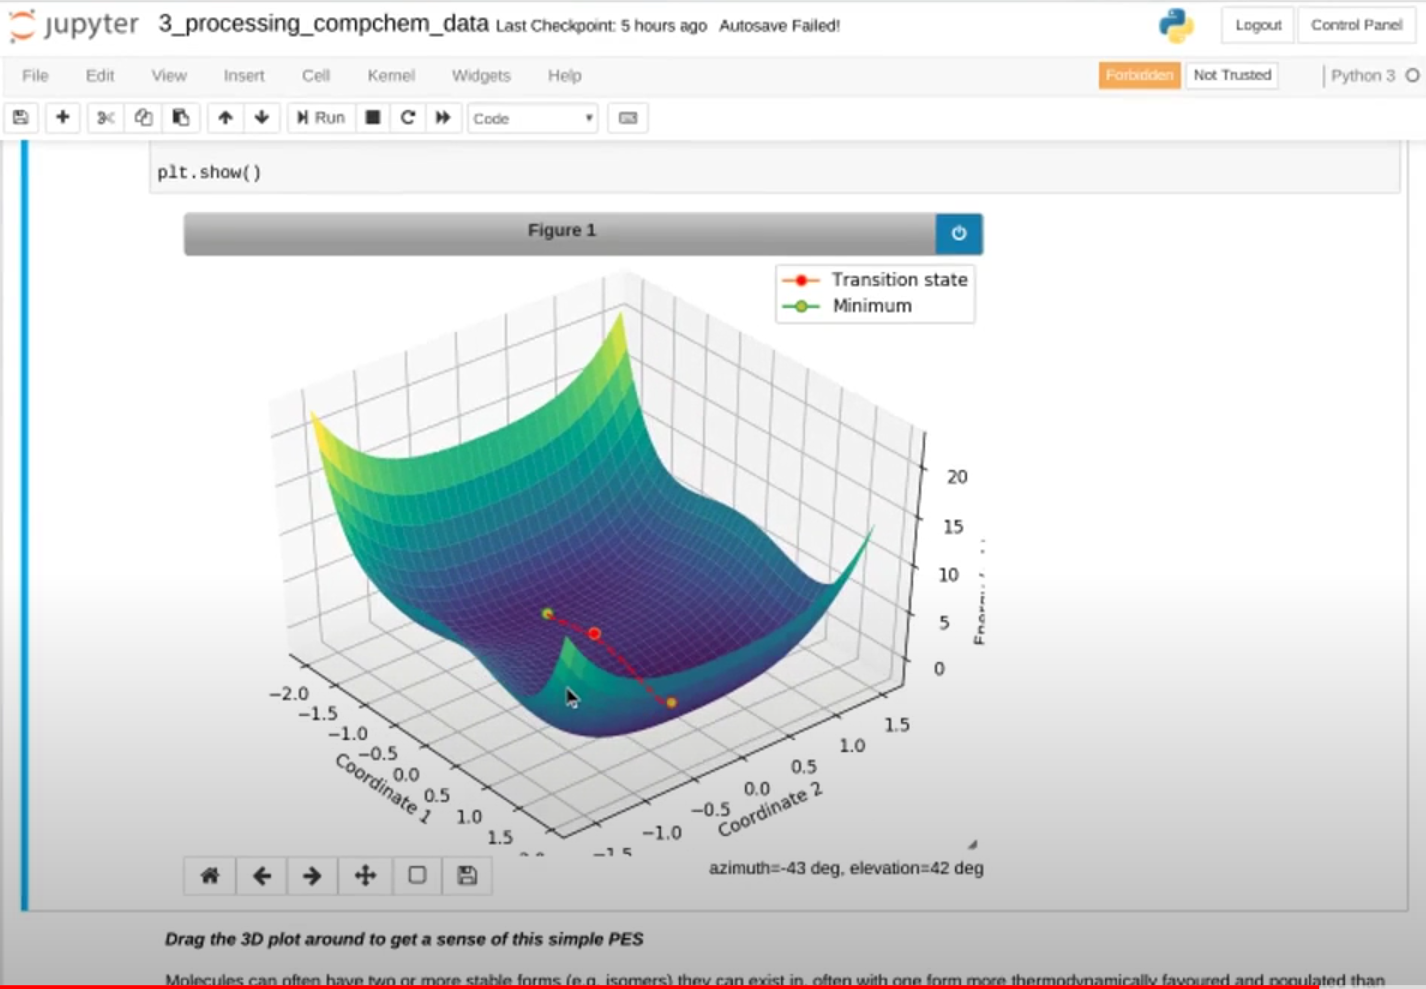 jupyter 3_processing_compchem_data Last Checkpoint: 5 hours ago Autosave Failed! Logout Control Panel
File Edit View Insert Cell Kernel Widgets Help Forbidden Not Trusted Python 3
Run Code
plt.show()
Figure 1
Transition state
Minimum
20
15
10
5
0
−2.0
−1.5
−1.0
−0.5
0.0
0.5
1.0
1.5
Coordinate 1
−1.5
−1.0
−0.5
0.0
0.5
1.0
1.5
Coordinate 2
azimuth=-43 deg, elevation=42 deg
Drag the 3D plot around to get a sense of this simple PES
Molecules can often have two or more stable forms (e.g. isomers) they can exist in, often with one form more thermodynamically favoured and populated than